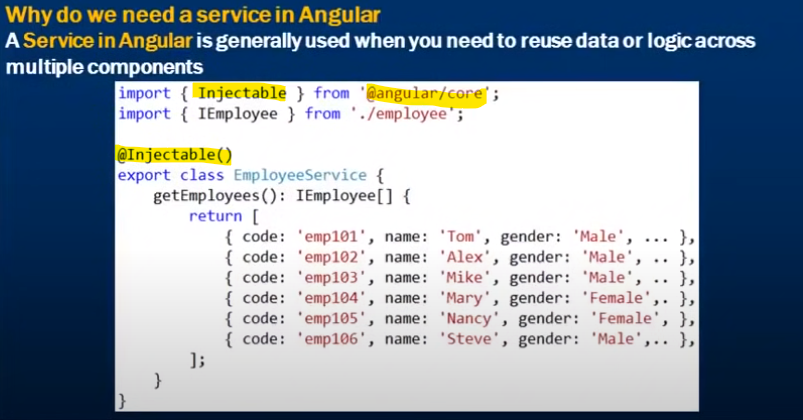 Why do we need a service in Angular
A Service in Angular is generally used when you need to reuse data or logic across
multiple components
import { Injectable } from '@angular/core';
import { IEmployee } from './employee';
@Injectable()
export class EmployeeService {
getEmployees(): IEmployee[] {
return [
{ code: 'emp101', name: 'Tom', gender: 'Male', ... },
{ code: 'emp102', name: 'Alex', gender: 'Male', .. },
{ code: 'emp103', name: 'Mike', gender: 'Male', .. },
{ code: 'emp104', name: 'Mary', gender: 'Female',. },
{ code: 'emp105', name: 'Nancy', gender: 'Female', },
{ code: 'emp106', name: 'Steve', gender: 'Male',.. },
];
}
}